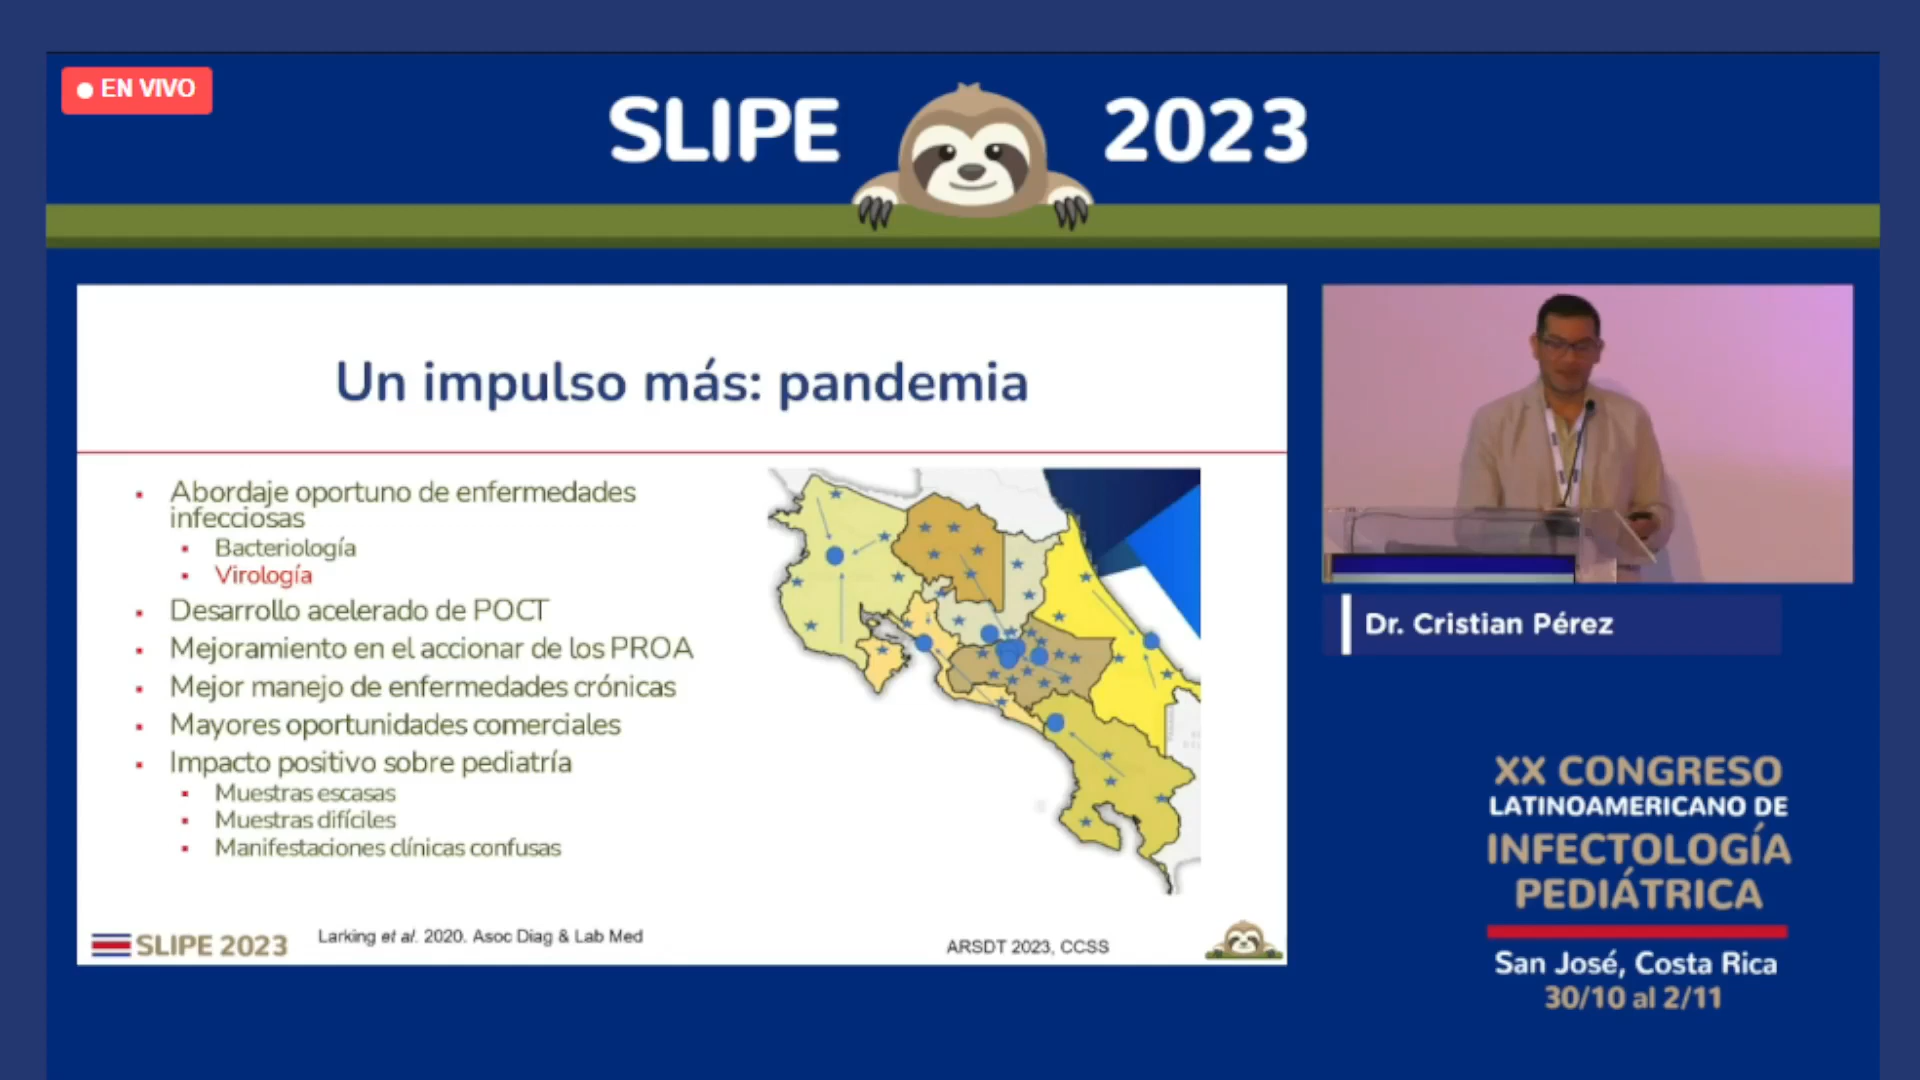 EN VIVO
SLIPE 2023
Un impulso más: pandemia
Abordaje oportuno de enfermedades
infecciosas
Bacteriología
Virología
Desarrollo acelerado de POCT
Mejoramiento en el accionar de los PROA
Mejor manejo de enfermedades crónicas
Mayores oportunidades comerciales
Impacto positivo sobre pediatría
Muestras escasas
Muestras difíciles
Manifestaciones clínicas confusas
SLIPE 2023
Larking et al. 2020. Asoc Diag & Lab Med
ARSDT 2023, CCSS
Dr. Cristian Pérez
XX CONGRESO
LATINOAMERICANO DE
INFECTOLOGÍA
PEDIÁTRICA
San José, Costa Rica
30/10 al 2/11